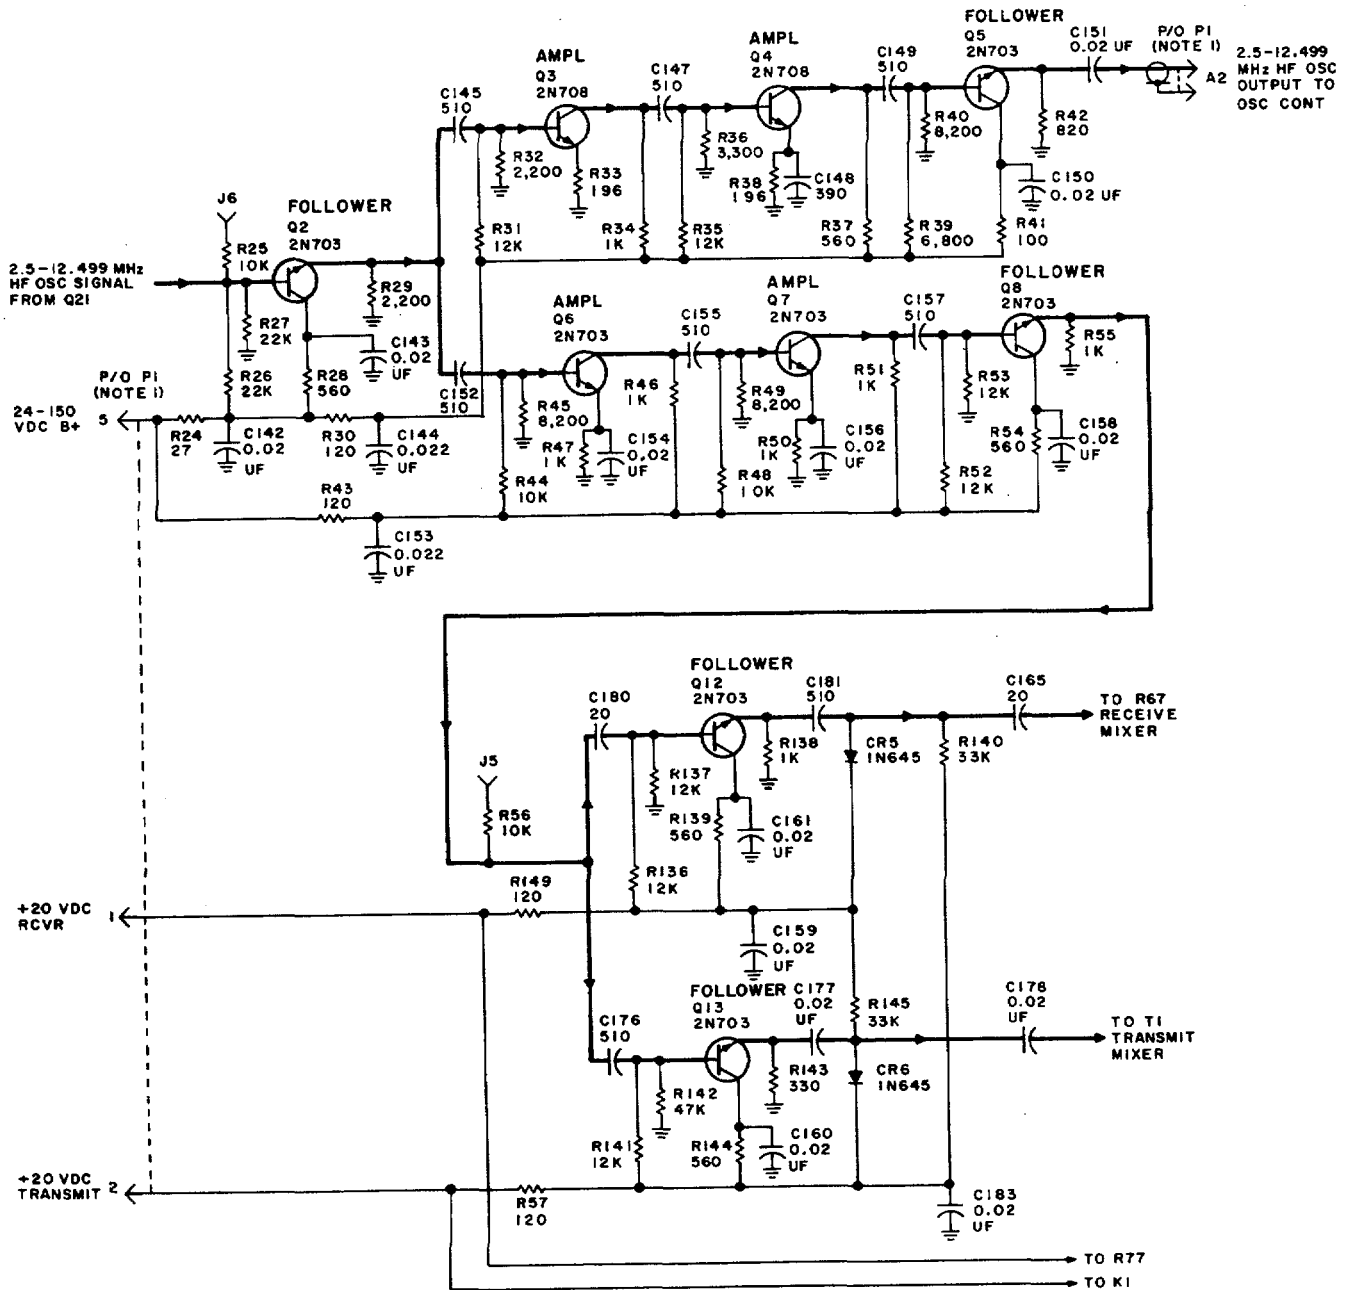 FOLLOWER
Q5
2N703
C151
0.02 UF
P/O P1
(NOTE 1)
2.5-12.499
MHz HF OSC
OUTPUT TO
OSC CONT
A2
AMPL
Q4
2N708
C149
510
AMPL
Q3
2N708
C147
510
C145
510
R32
2,200
R33
196
R36
3,300
R38
196
C148
390
R40
8,200
R42
820
C150
0.02 UF
R31
12K
R34
1K
R35
12K
R37
560
R39
6,800
R41
100
J6
FOLLOWER
Q2
2N703
R25
10K
2.5-12.499 MHz
HF OSC SIGNAL
FROM Q21
R29
2,200
R27
22K
C143
0.02
UF
R26
22K
R28
560
P/O P1
(NOTE 1)
24-150
VDC B+
5
R24
27
C142
0.02
UF
R30
120
C144
0.022
UF
R43
120
C153
0.022
UF
C152
510
AMPL
Q6
2N703
C155
510
AMPL
Q7
2N703
C157
510
FOLLOWER
Q8
2N703
R55
1K
R45
8,200
R46
1K
R49
8,200
R51
1K
R53
12K
R47
1K
C154
0.02
UF
R50
1K
C156
0.02
UF
R54
560
C158
0.02
UF
R44
10K
R48
10K
R52
12K
FOLLOWER
Q12
2N703
C180
20
C181
510
C165
20
TO R67
RECEIVE
MIXER
R138
1K
CR5
1N645
R140
33K
J5
R56
10K
R137
12K
R139
560
C161
0.02
UF
R136
12K
R149
120
+20 VDC
RCVR
1
C159
0.02
UF
FOLLOWER
Q13
2N703
C177
0.02
UF
R145
33K
C178
0.02
UF
TO T1
TRANSMIT
MIXER
C176
510
R143
330
CR6
1N645
R142
47K
R141
12K
R144
560
C160
0.02
UF
+20 VDC
TRANSMIT
2
R57
120
C183
0.02
UF
TO R77
TO K1